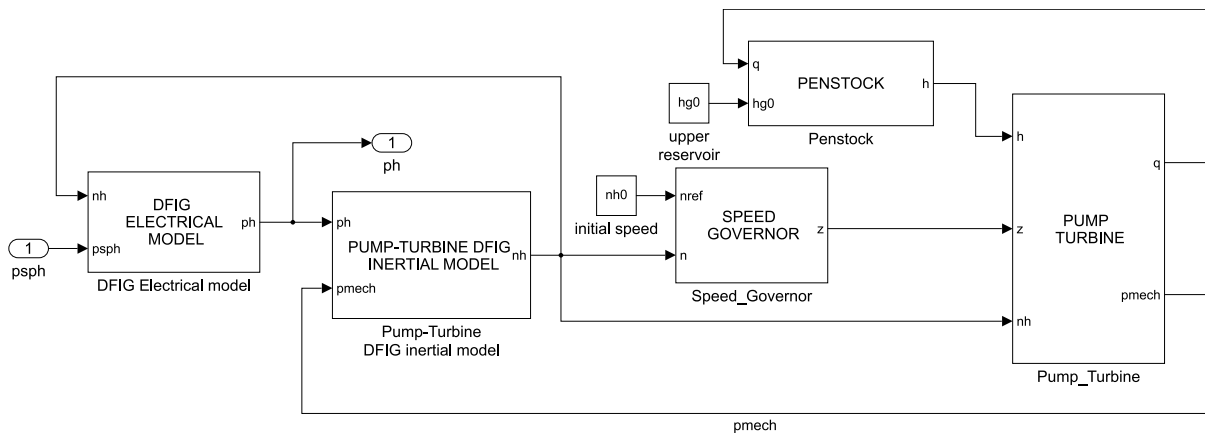 q
hg0
PENSTOCK
h
Penstock
hg0
upper
reservoir
1
ph
nh
psph
DFIG
ELECTRICAL
MODEL
ph
DFIG Electrical model
1
psph
ph
pmech
PUMP-TURBINE DFIG
INERTIAL MODEL
nh
Pump-Turbine
DFIG inertial model
nh0
initial speed
nref
n
SPEED
GOVERNOR
z
Speed_Governor
h
z
nh
PUMP
TURBINE
q
pmech
Pump_Turbine
pmech